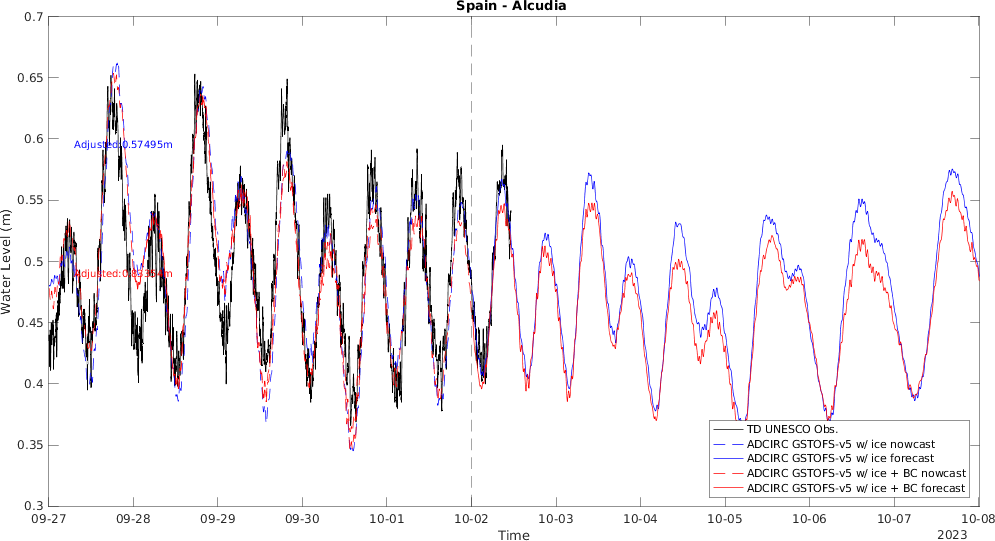 Spain - Alcudia
0.7
0.65
0.6
0.55
0.5
0.45
0.4
0.35
0.3
Water Level (m)
Adjusted:0.57495m
TD UNESCO Obs.
ADCIRC GSTOFS-v5 w/ ice nowcast
ADCIRC GSTOFS-v5 w/ ice forecast
ADCIRC GSTOFS-v5 w/ ice + BC nowcast
ADCIRC GSTOFS-v5 w/ ice + BC forecast
09-27
09-28
09-29
09-30
10-01
10-02
10-03
10-04
10-05
10-06
10-07
10-08
Time
2023